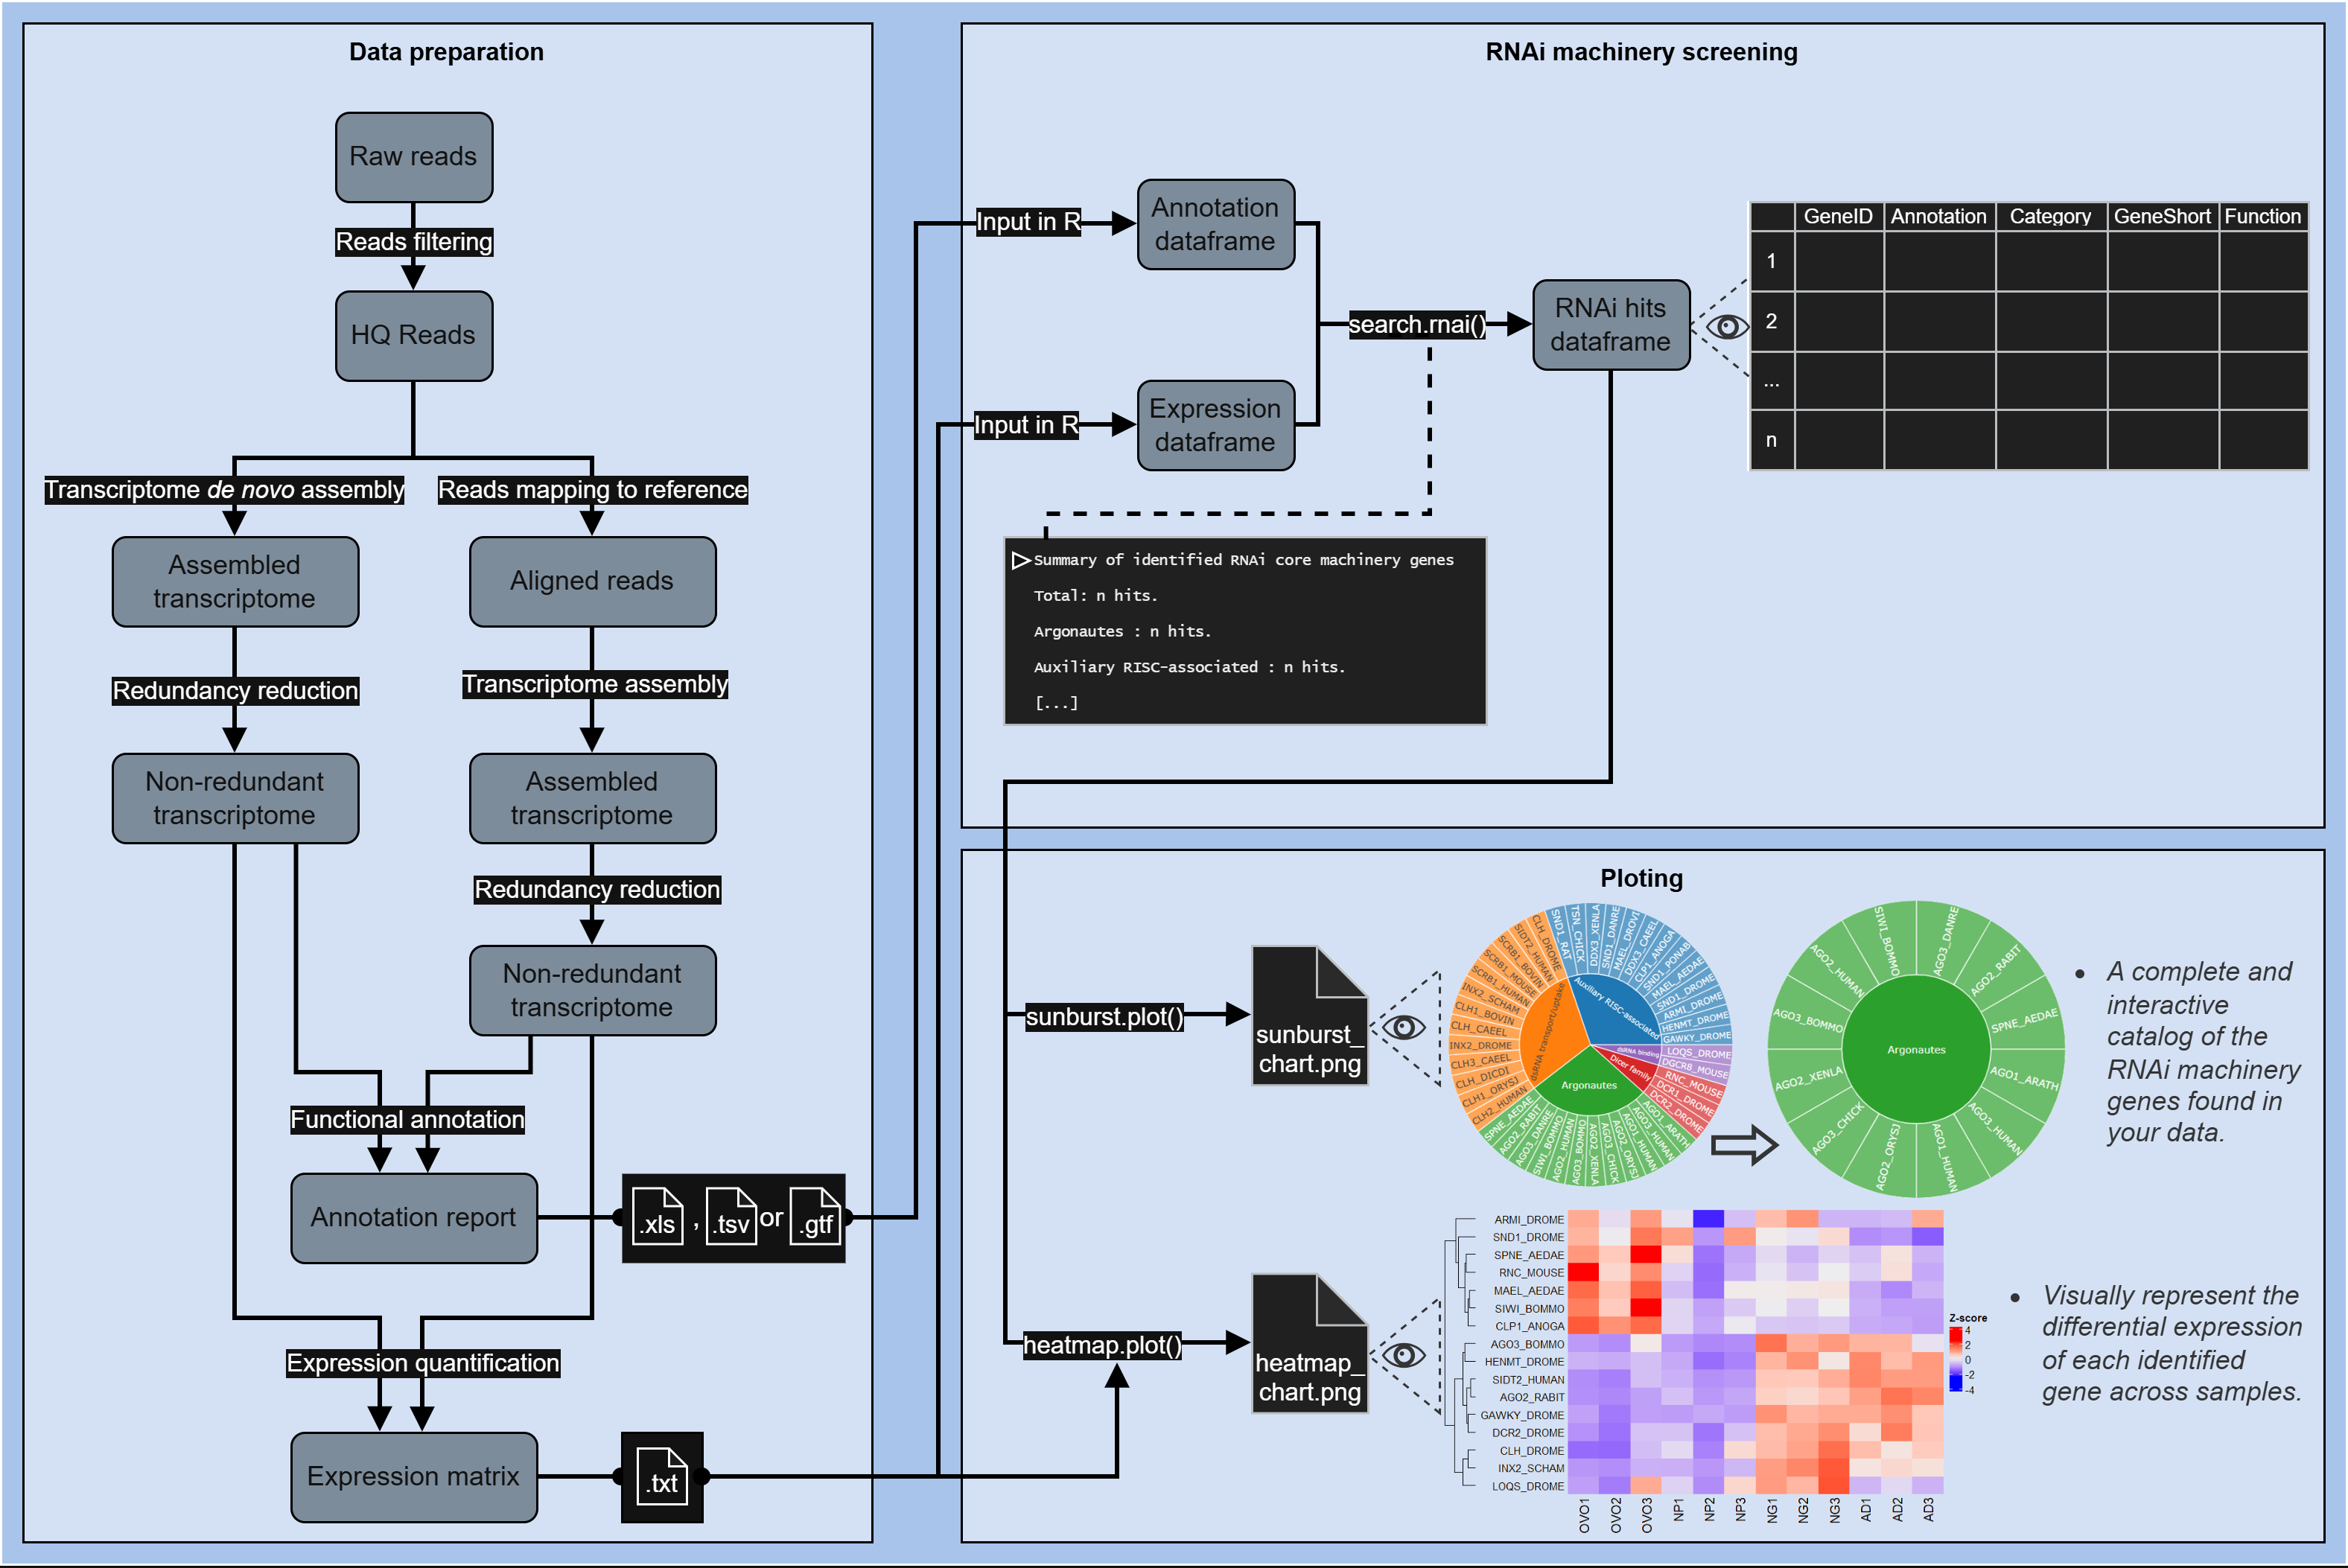 Data preparation
Raw reads
Reads filtering
HQ Reads
Transcriptome de novo assembly
Reads mapping to reference
Assembled
transcriptome
Aligned reads
Redundancy reduction
Transcriptome assembly
Non-redundant
transcriptome
Assembled
transcriptome
Redundancy reduction
Non-redundant
transcriptome
Functional annotation
Annotation report
.xls , .tsv or .gtf
Expression quantification
Expression matrix
.txt
RNAi machinery screening
Input in R
Annotation
dataframe
Input in R
Expression
dataframe
search.rnai()
RNAi hits
dataframe
GeneID Annotation Category GeneShort Function
1
2
...
n
Summary of identified RNAi core machinery genes
Total: n hits.
Argonautes : n hits.
Auxiliary RISC-associated : n hits.
[...]
Ploting
sunburst.plot()
sunburst_
chart.png
Auxiliary RISC-associated
dsRNA binding
Dicer family
Argonautes
dsRNA transport/uptake
SND1_RAT
TSN_CHICK
DDX3_XENLA
SND1_DANRE
MAEL_DROVI
DDX3_CAEEL
CLP1_ANOGA
SND1_PONAB
MAEL_AEDAE
SND1_DROME
ARMI_DROME
HENMT_DROME
GAWKY_DROME
LOQS_DROME
DGCR8_MOUSE
RNC_MOUSE
DCR1_DROME
DCR2_DROME
AGO1_ARATH
AGO3_HUMAN
AGO1_HUMAN
AGO2_ORYSJ
AGO3_CHICK
AGO2_XENLA
AGO3_BOMMO
AGO2_HUMAN
SIWI_BOMMO
AGO3_DANRE
AGO2_RABIT
SPNE_AEDAE
CLH2_HUMAN
CLH1_ORYSJ
CLH_DICDI
CLH3_CAEEL
INX2_DROME
CLH_CAEEL
CLH1_BOVIN
INX2_SCHAM
SCRB1_HUMAN
SCRB1_MOUSE
SCRB1_BOVIN
SIDT2_HUMAN
CLH_DROME
Argonautes
AGO3_DANRE
AGO2_RABIT
SPNE_AEDAE
AGO1_ARATH
AGO3_HUMAN
AGO1_HUMAN
AGO2_ORYSJ
AGO3_CHICK
AGO2_XENLA
AGO3_BOMMO
AGO2_HUMAN
SIWI_BOMMO
A complete and
interactive
catalog of the
RNAi machinery
genes found in
your data.
heatmap.plot()
heatmap_
chart.png
ARMI_DROME
SND1_DROME
SPNE_AEDAE
RNC_MOUSE
MAEL_AEDAE
SIWI_BOMMO
CLP1_ANOGA
AGO3_BOMMO
HENMT_DROME
SIDT2_HUMAN
AGO2_RABIT
GAWKY_DROME
DCR2_DROME
CLH_DROME
INX2_SCHAM
LOQS_DROME
OVO1 OVO2 OVO3 NP1 NP2 NP3 NG1 NG2 NG3 AD1 AD2 AD3
Z-score
4
2
0
-2
-4
Visually represent the
differential expression
of each identified
gene across samples.